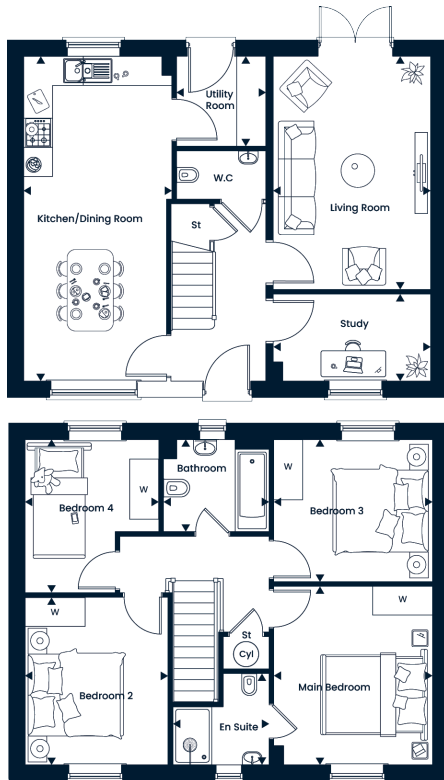 Utility
Room
W.C
Kitchen/Dining Room
St
Living Room
Study
Bathroom
W
W
Bedroom 4
Bedroom 3
W
W
St
Cyl
Bedroom 2
Main Bedroom
En Suite